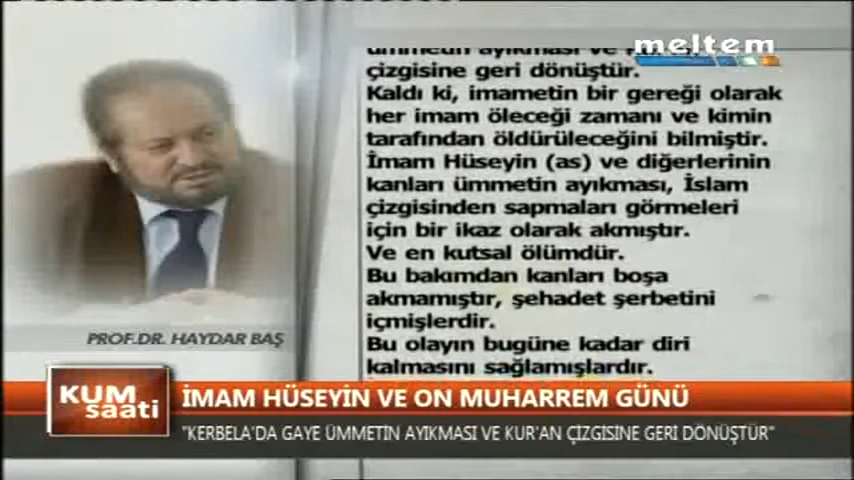 meltem
ümmetin ayıkması ve
çizgisine geri dönüştür.
Kaldı ki, imametin bir gereği olarak
her imam öleceği zamanı ve kimin
tarafından öldürüleceğini bilmiştir.
İmam Hüseyin (as) ve diğerlerinin
kanları ümmetin ayıkması, İslam
çizgisinden sapmaları görmeleri
için bir ikaz olarak akmıştır.
Ve en kutsal ölümdür.
Bu bakımdan kanları boşa
akmamıştır, şehadet şerbetini
içmişlerdir.
Bu olayın bugüne kadar diri
kalmasını sağlamışlardır.
PROF.DR. HAYDAR BAŞ
KUM
saati
İMAM HÜSEYİN VE ON MUHARREM GÜNÜ
"KERBELA'DA GAYE ÜMMETİN AYIKMASI VE KUR'AN ÇİZGİSİNE GERİ DÖNÜŞTÜR"